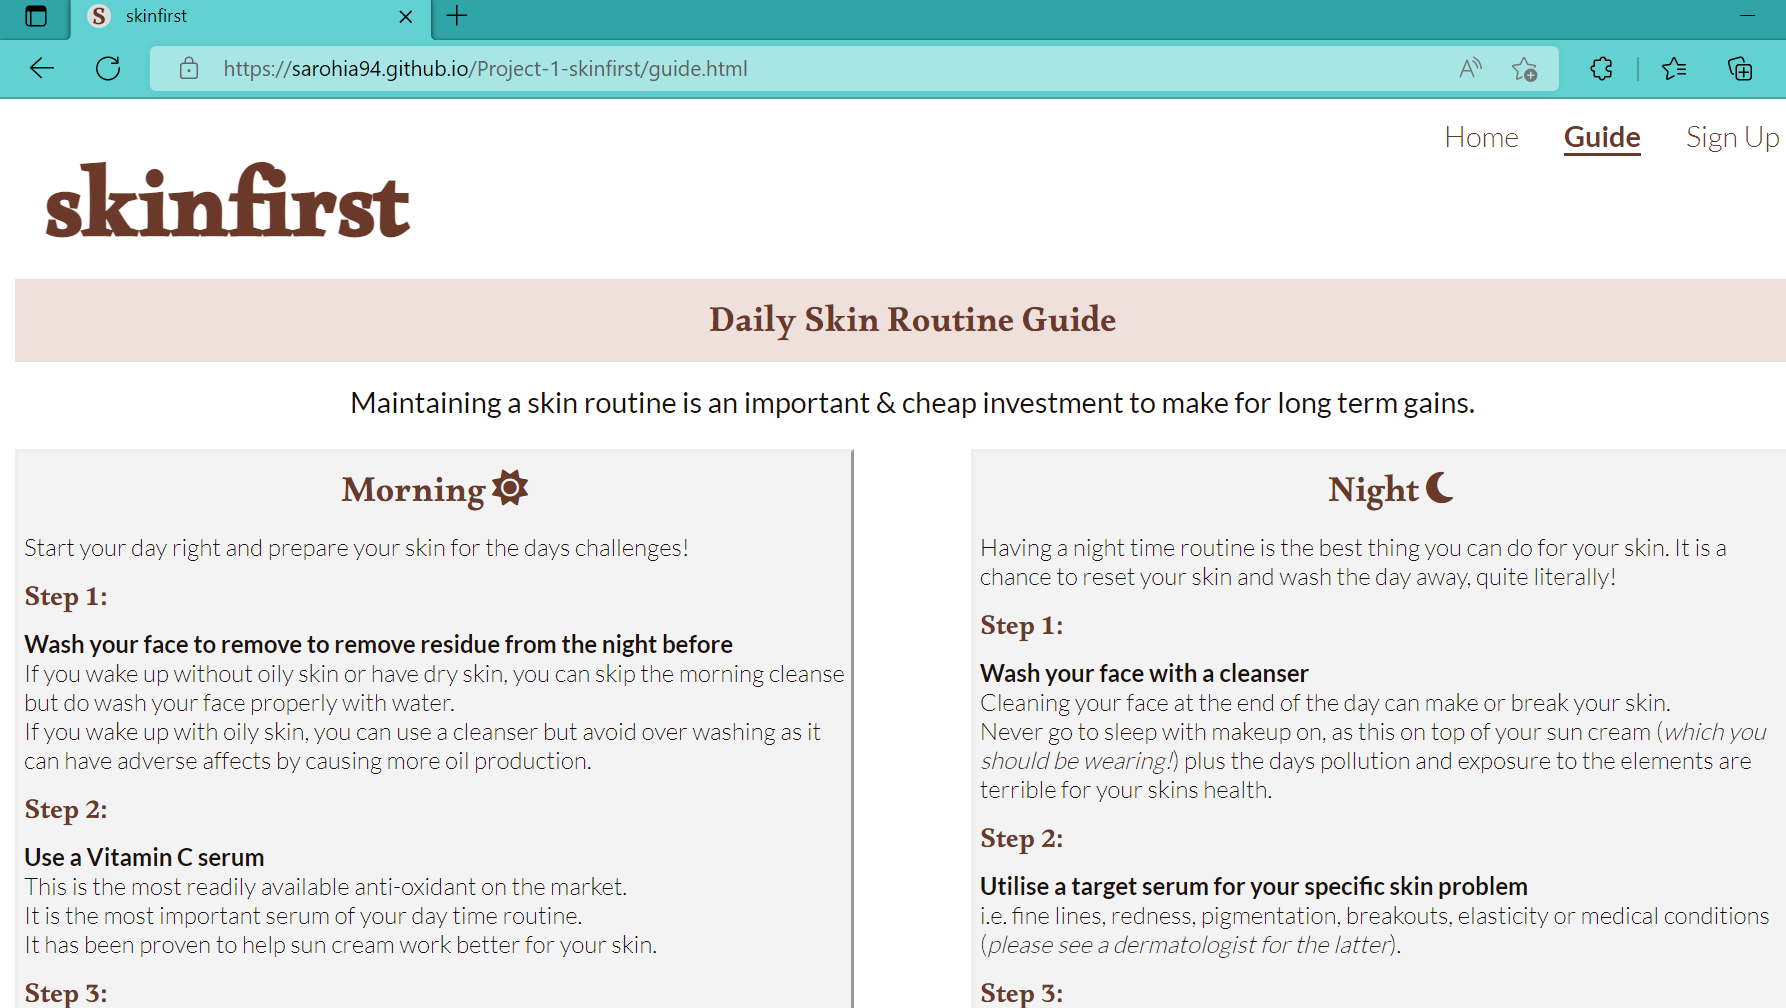 skinfirst
https://sarohia94.github.io/Project-1-skinfirst/guide.html
Home Guide Sign Up
skinfirst
Daily Skin Routine Guide
Maintaining a skin routine is an important & cheap investment to make for long term gains.
Morning
Start your day right and prepare your skin for the days challenges!
Step 1:
Wash your face to remove to remove residue from the night before
If you wake up without oily skin or have dry skin, you can skip the morning cleanse
but do wash your face properly with water.
If you wake up with oily skin, you can use a cleanser but avoid over washing as it
can have adverse affects by causing more oil production.
Step 2:
Use a Vitamin C serum
This is the most readily available anti-oxidant on the market.
It is the most important serum of your day time routine.
It has been proven to help sun cream work better for your skin.
Step 3:
Night
Having a night time routine is the best thing you can do for your skin. It is a
chance to reset your skin and wash the day away, quite literally!
Step 1:
Wash your face with a cleanser
Cleaning your face at the end of the day can make or break your skin.
Never go to sleep with makeup on, as this on top of your sun cream (which you
should be wearing!) plus the days pollution and exposure to the elements are
terrible for your skins health.
Step 2:
Utilise a target serum for your specific skin problem
i.e. fine lines, redness, pigmentation, breakouts, elasticity or medical conditions
(please see a dermatologist for the latter).
Step 3: